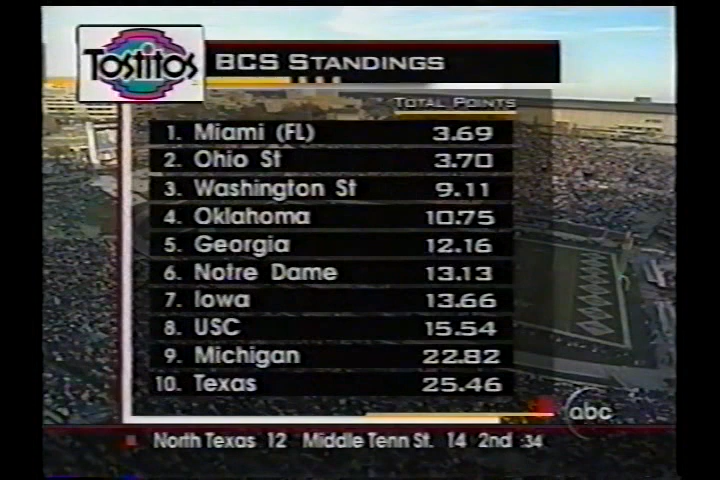 Tostitos
BCS STANDINGS
TOTAL POINTS
1. Miami (FL) 3.69
2. Ohio St 3.70
3. Washington St 9.11
4. Oklahoma 10.75
5. Georgia 12.16
6. Notre Dame 13.13
7. Iowa 13.66
8. USC 15.54
9. Michigan 22.82
10. Texas 25.46
abc
North Texas 12 Middle Tenn St. 14 2nd :34